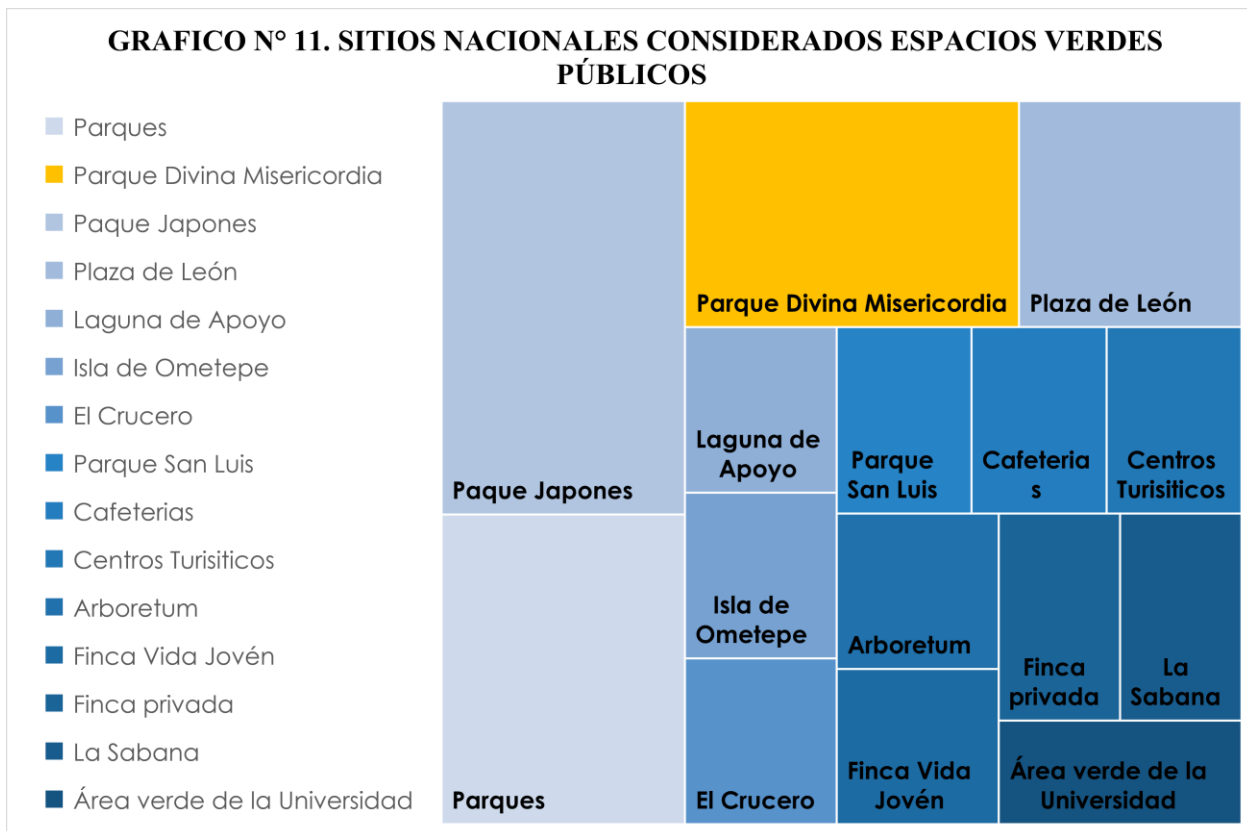 GRAFICO N° 11. SITIOS NACIONALES CONSIDERADOS ESPACIOS VERDES
PÚBLICOS
Parques
Parque Divina Misericordia
Paque Japones
Plaza de León
Laguna de Apoyo
Isla de Ometepe
El Crucero
Parque San Luis
Cafeterias
Centros Turisiticos
Arboretum
Finca Vida Jovén
Finca privada
La Sabana
Área verde de la Universidad
Paque Japones
Parques
Parque Divina Misericordia
Plaza de León
Laguna de
Apoyo
Isla de
Ometepe
El Crucero
Parque
San Luis
Cafeteria
s
Centros
Turisiticos
Arboretum
Finca Vida
Jovén
Finca
privada
La
Sabana
Área verde de la
Universidad